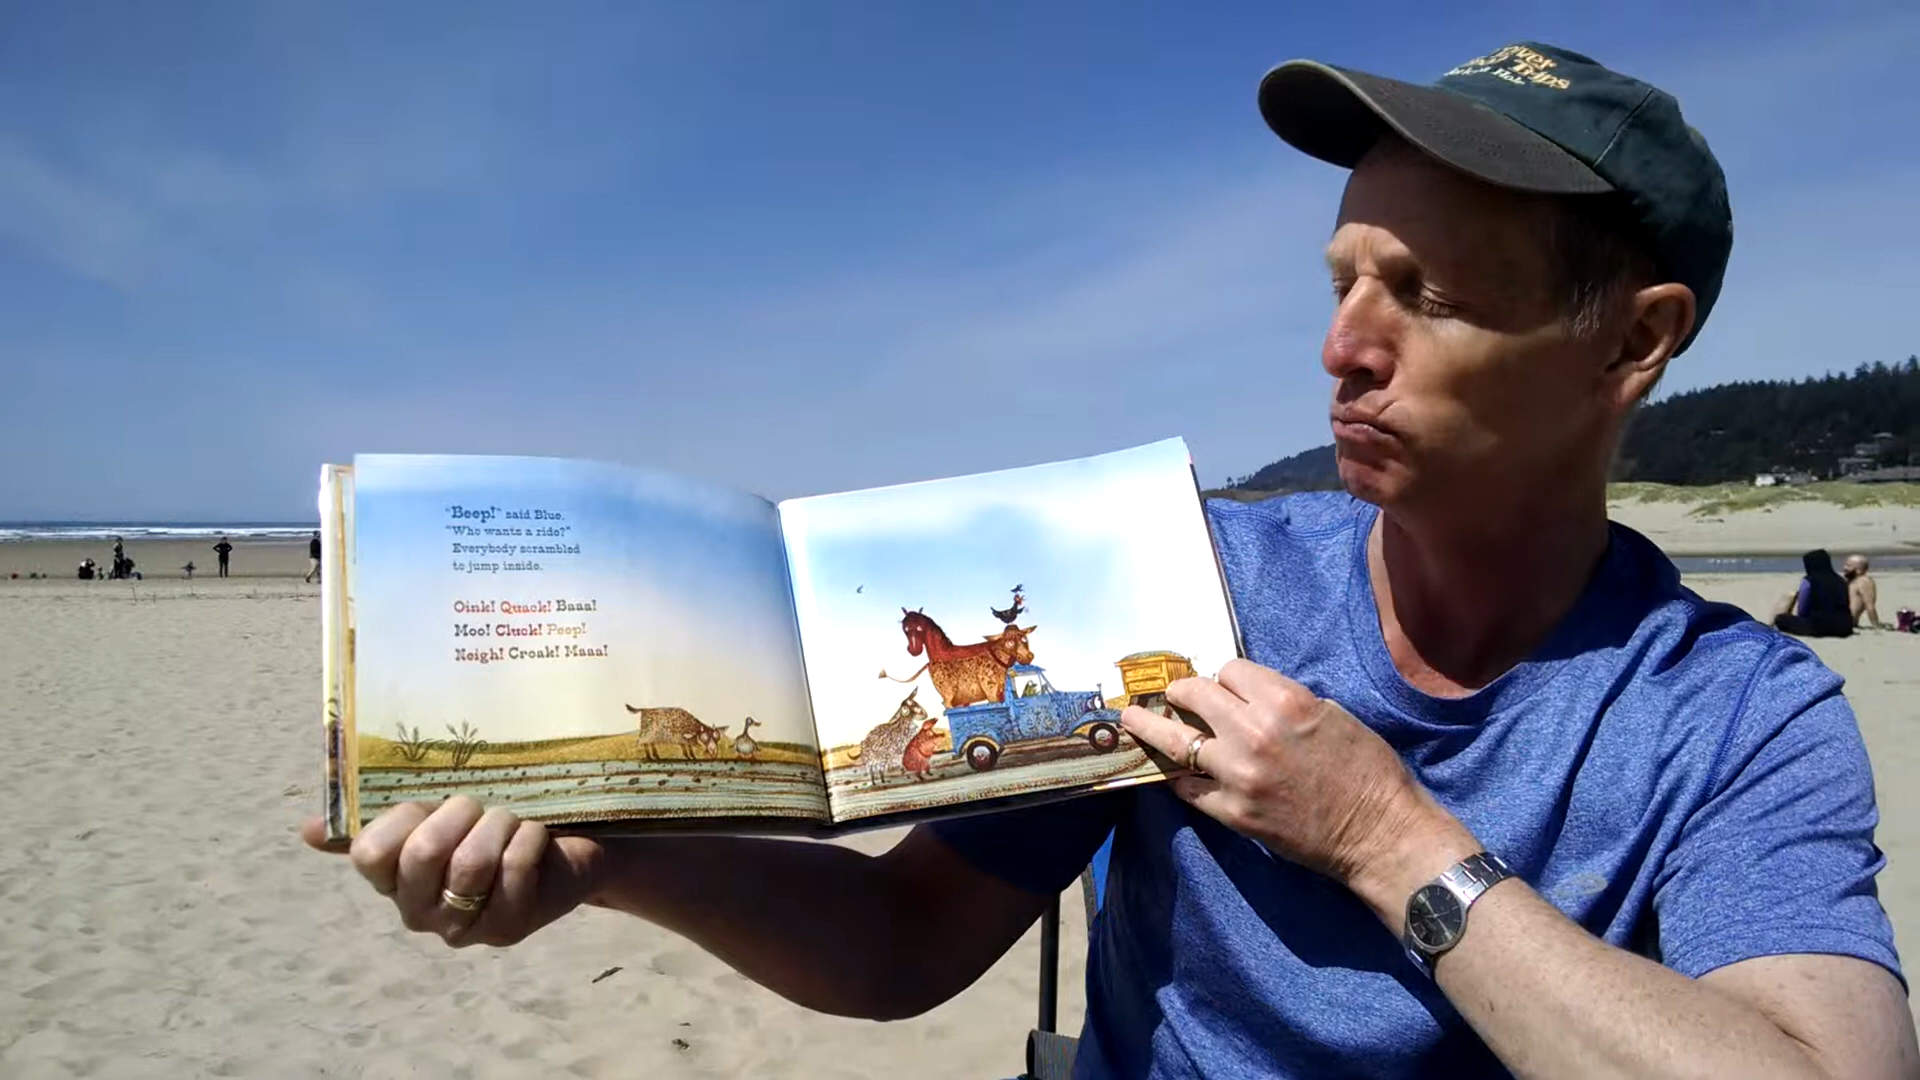 "Beep!" said Blue.
"Who wants a ride?"
Everybody scrambled
to jump inside.
Oink! Quack! Baaa!
Moo! Cluck! Peep!
Neigh! Croak! Maaa!
Trips